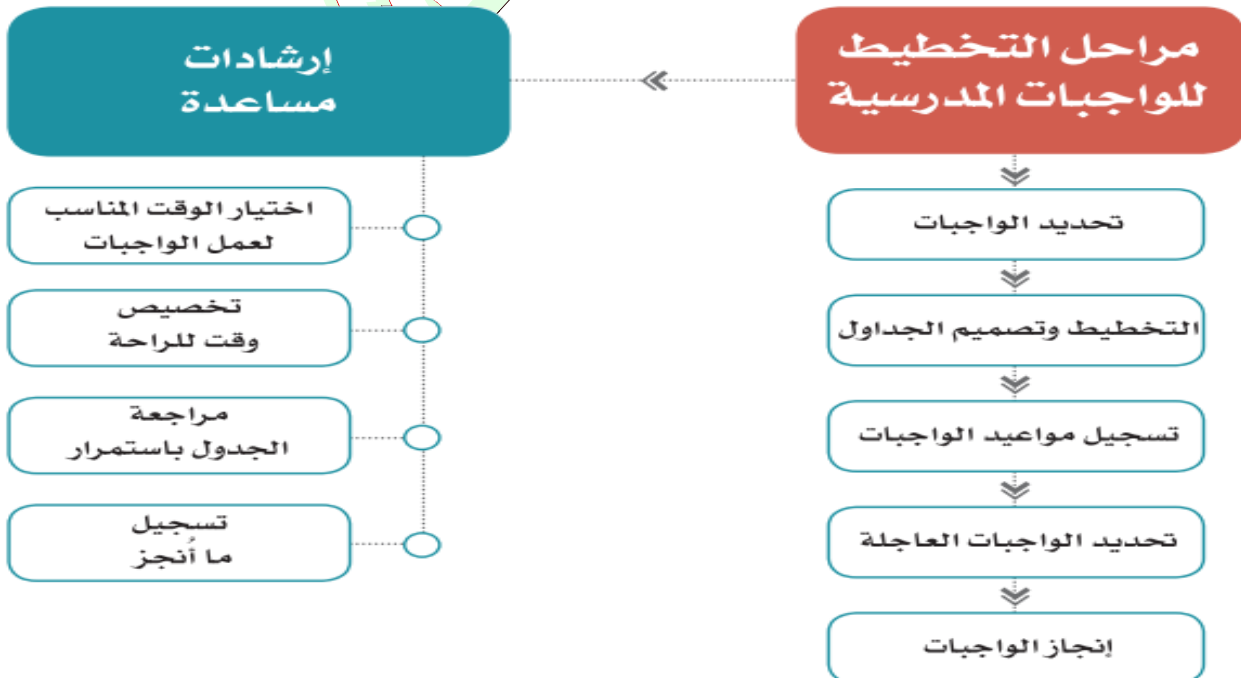 مراحل التخطيط
للواجبات المدرسية
تحديد الواجبات
التخطيط وتصميم الجداول
تسجيل مواعيد الواجبات
تحديد الواجبات العاجلة
إنجاز الواجبات
إرشادات
مساعدة
اختيار الوقت المناسب
لعمل الواجبات
تخصيص
وقت للراحة
مراجعة
الجدول باستمرار
تسجيل
ما أُنجز